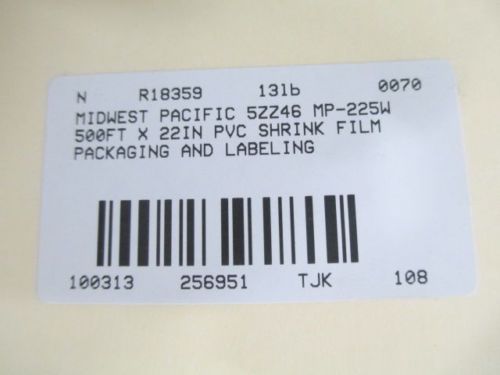 N R18359 13lb 0070
MIDWEST PACIFIC 5ZZ46 MP-225W
500FT X 22IN PVC SHRINK FILM
PACKAGING AND LABELING
100313 256951 TJK 108